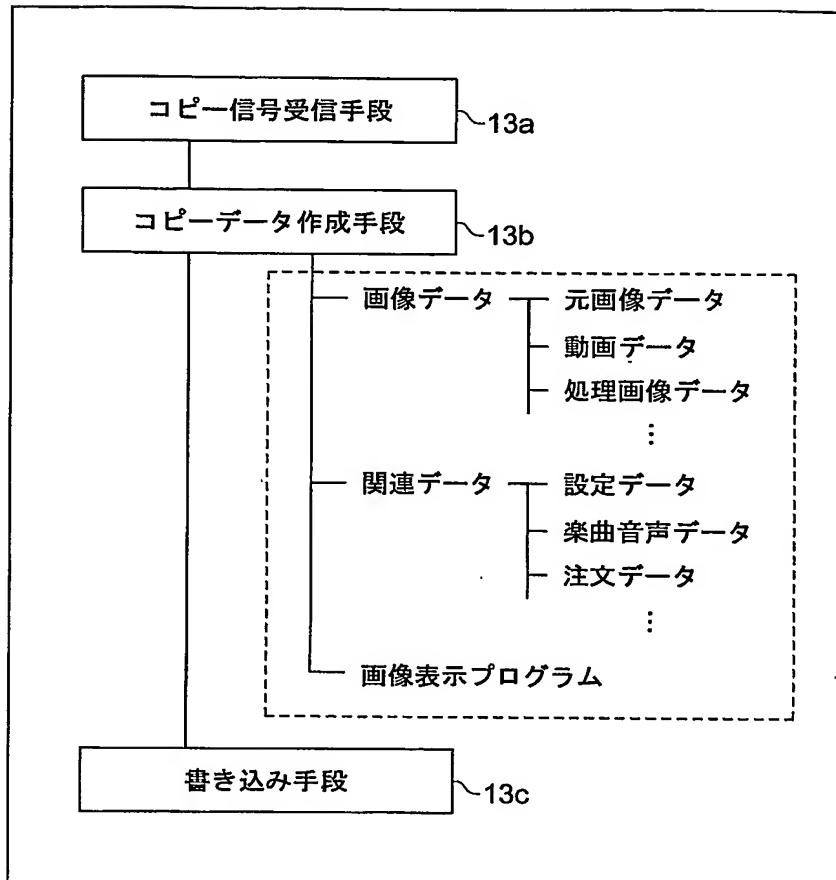 コピー信号受信手段 13a
コピーデータ作成手段 13b
画像データ 元画像データ
動画データ
処理画像データ
⋮
関連データ 設定データ
楽曲音声データ
注文データ
⋮
画像表示プログラム
書き込み手段 13c